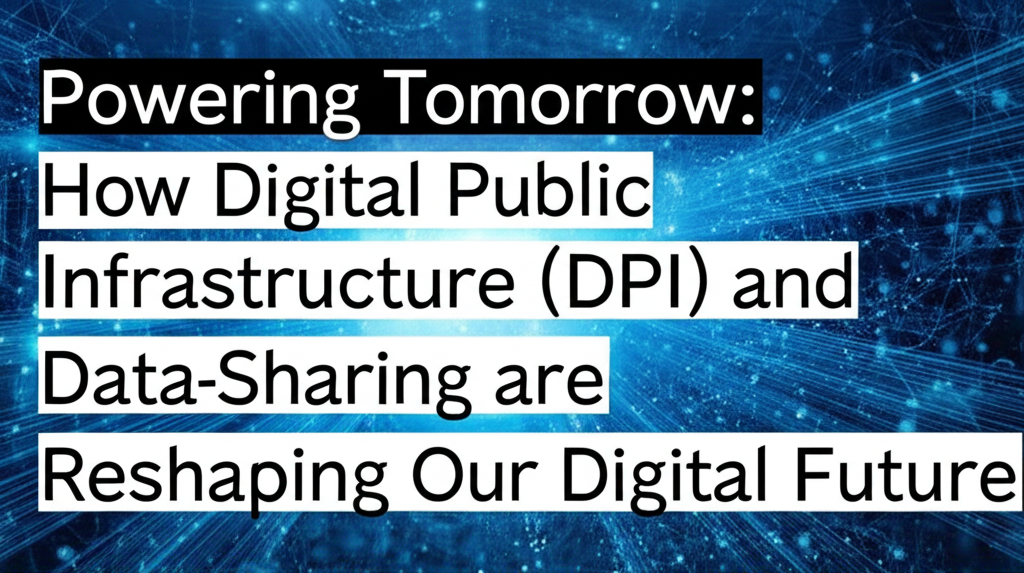 Powering Tomorrow:
How Digital Public
Infrastructure (DPI) and
Data-Sharing are
Reshaping Our Digital Future